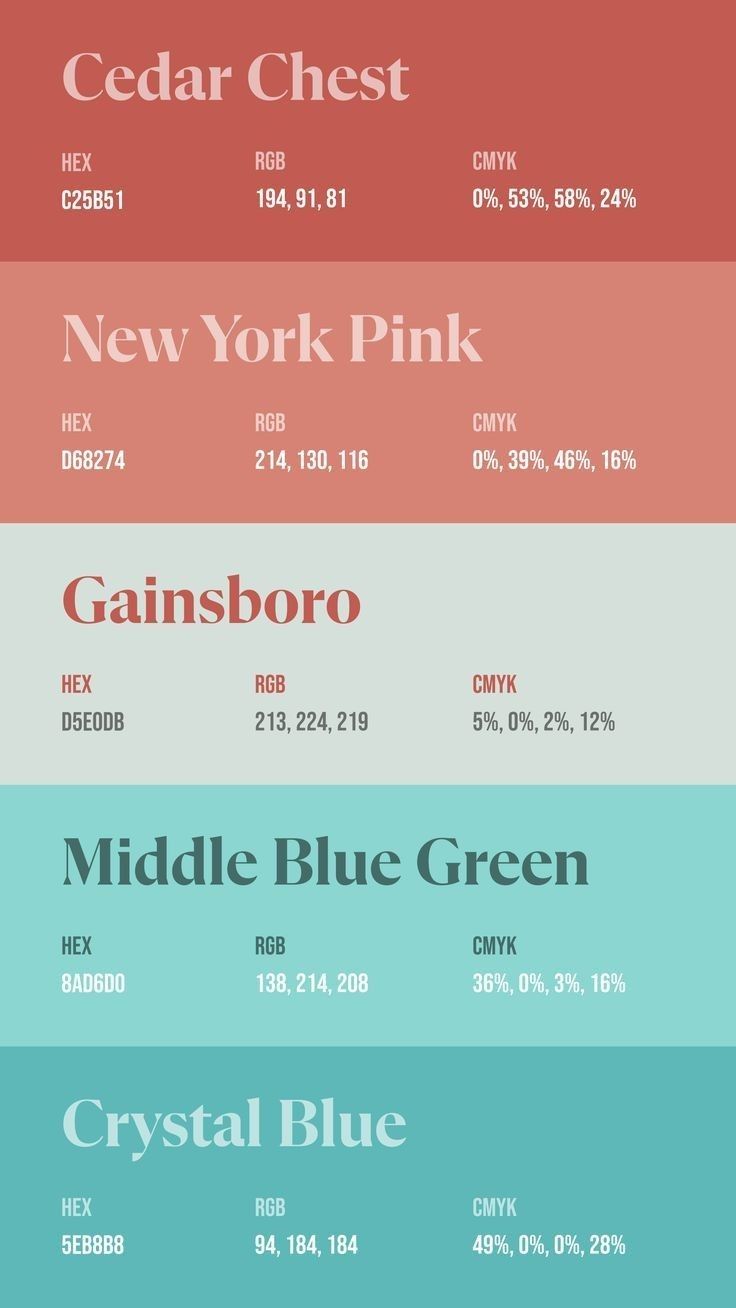 Cedar Chest
HEX RGB CMYK
C25B51 194, 91, 81 0%, 53%, 58%, 24%
New York Pink
HEX RGB CMYK
D68274 214, 130, 116 0%, 39%, 46%, 16%
Gainsboro
HEX RGB CMYK
D5E0DB 213, 224, 219 5%, 0%, 2%, 12%
Middle Blue Green
HEX RGB CMYK
8AD6D0 138, 214, 208 36%, 0%, 3%, 16%
Crystal Blue
HEX RGB CMYK
5EB8B8 94, 184, 184 49%, 0%, 0%, 28%